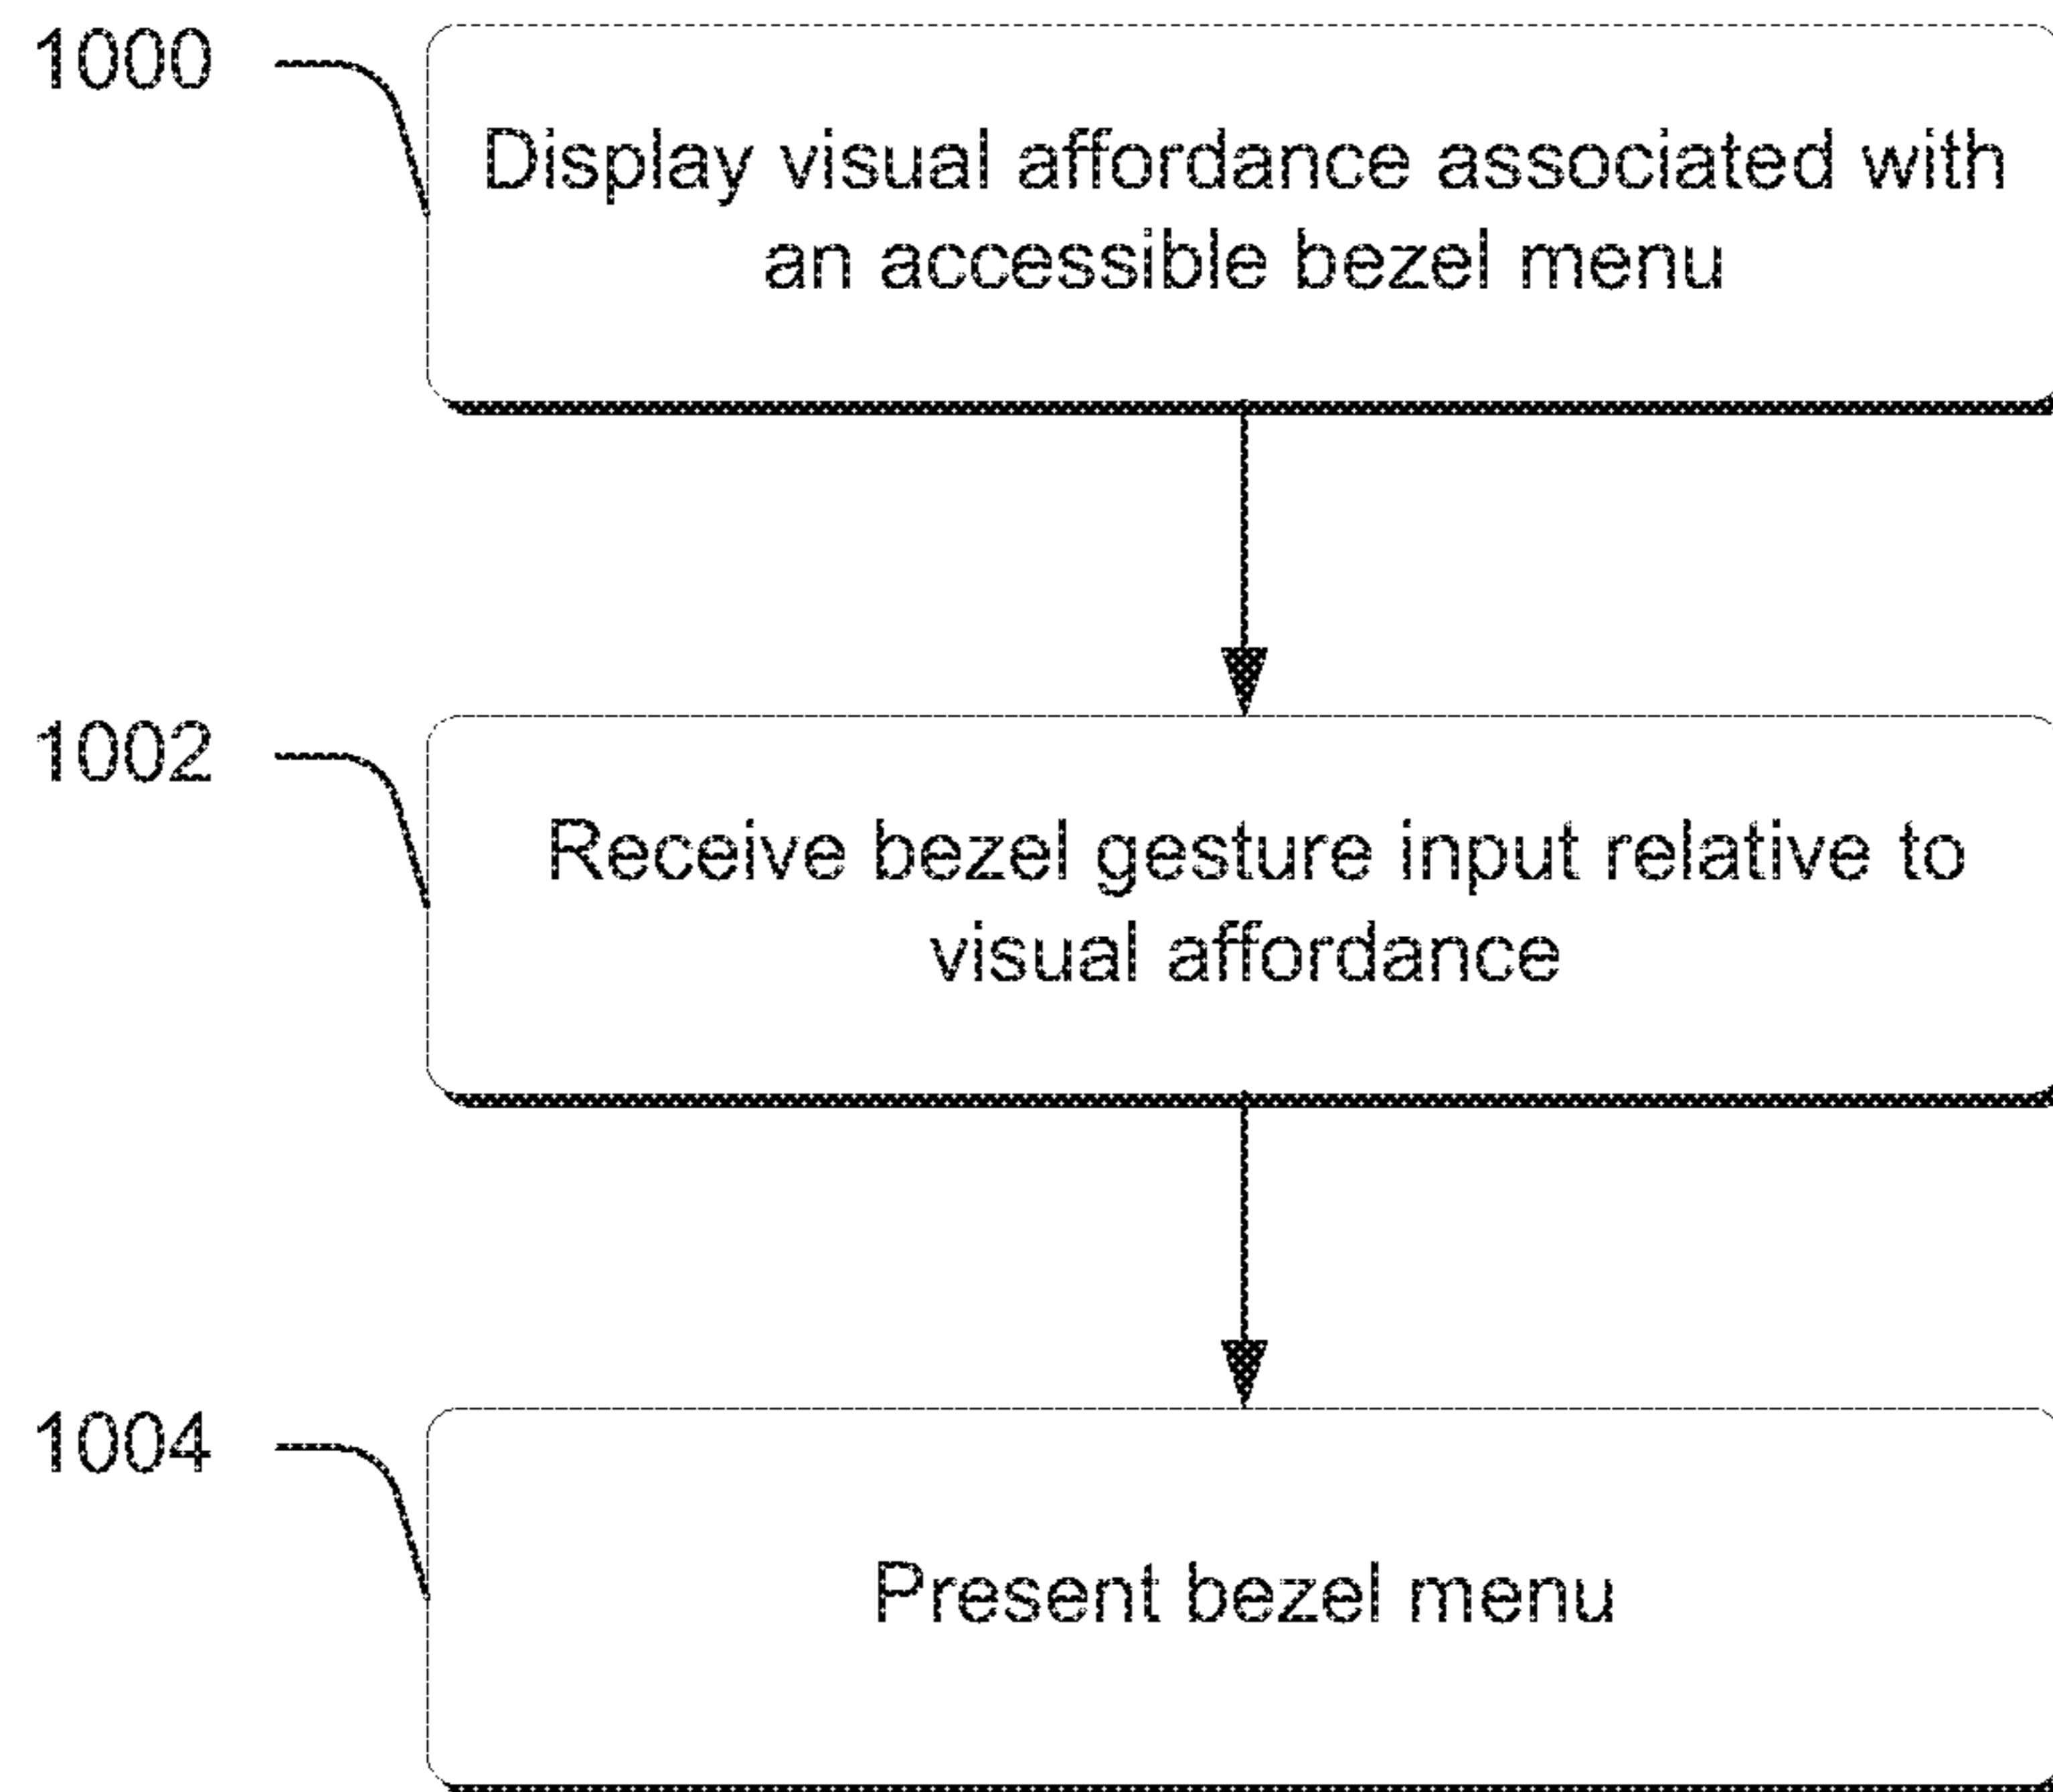 1000
Display visual affordance associated with
an accessible bezel menu
1002
Receive bezel gesture input relative to
visual affordance
1004
Present bezel menu